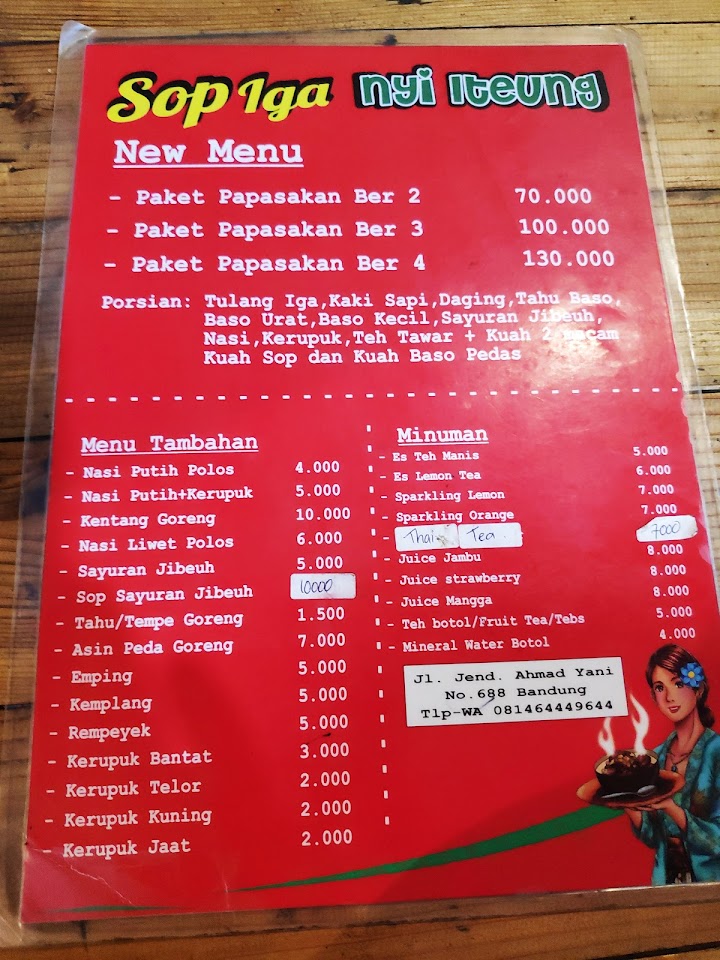 Sop Iga nyi iteung
New Menu
- Paket Papasakan Ber 2 70.000
- Paket Papasakan Ber 3 100.000
- Paket Papasakan Ber 4 130.000
Porsian: Tulang Iga,Kaki Sapi,Daging,Tahu Baso,
Baso Urat,Baso Kecil,Sayuran Jibeuh,
Nasi,Kerupuk,Teh Tawar + Kuah 2 macam
Kuah Sop dan Kuah Baso Pedas
Menu Tambahan
- Nasi Putih Polos 4.000
- Nasi Putih+Kerupuk 5.000
- Kentang Goreng 10.000
- Nasi Liwet Polos 6.000
- Sayuran Jibeuh 5.000
- Sop Sayuran Jibeuh 10000
- Tahu/Tempe Goreng 1.500
- Asin Peda Goreng 7.000
- Emping 5.000
- Kemplang 5.000
- Rempeyek 5.000
- Kerupuk Bantat 3.000
- Kerupuk Telor 2.000
- Kerupuk Kuning 2.000
- Kerupuk Jaat 2.000
Minuman
- Es Teh Manis 5.000
- Es Lemon Tea 6.000
- Sparkling Lemon 7.000
- Sparkling Orange 7.000
- Thai Tea. 7000
- Juice Jambu 8.000
- Juice strawberry 8.000
- Juice Mangga 8.000
- Teh botol/Fruit Tea/Tebs 5.000
- Mineral Water Botol 4.000
Jl. Jend. Ahmad Yani
No.688 Bandung
Tlp-WA 081464449644